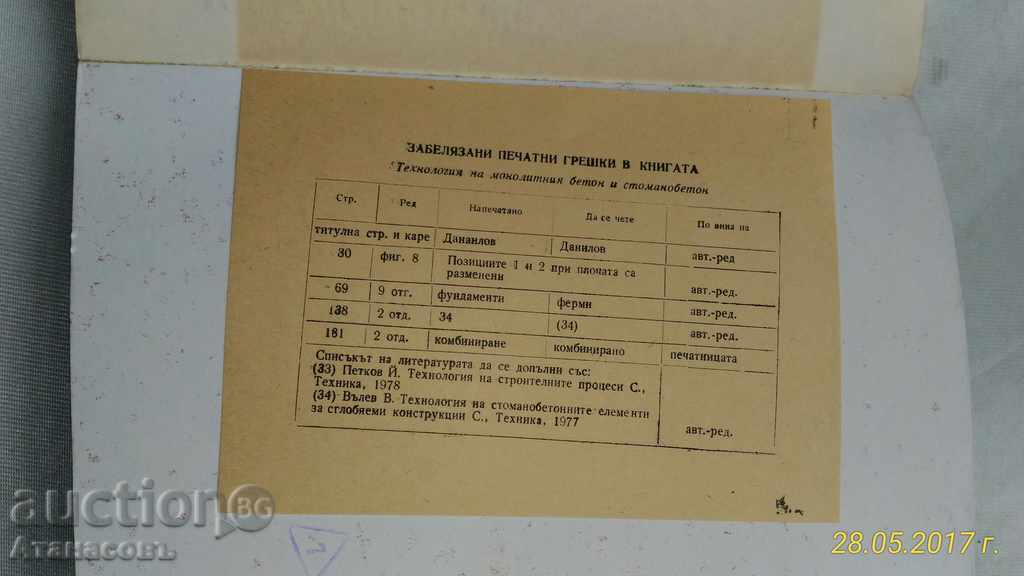 ЗАБЕЛЯЗАНИ ПЕЧАТНИ ГРЕШКИ В КНИГАТА
Технология на монолитния бетон и стоманобетон
Стр. Ред Напечатано Да се чете По вина на
титулна стр. и каре Дананлов Данилов авт.-ред
30 фиг. 8 Позициите 1 и 2 при плочата са
разменени авт.-ред.
69 9 отг. фундаменти ферми авт.-ред.
138 2 отд. 34 (34) авт.-ред.
181 2 отд. комбиниране комбинирано печатницата
Списъкът на литературата да се допълни със:
(33) Петков Й. Технология на строителните процеси С.,
Техника, 1978
(34) Вълев В. Технология на стоманобетонните елементи
за сглобяеми конструкции С., Техника, 1977
авт.-ред.
auction BG
Атанасовъ
28.05.2017 г.